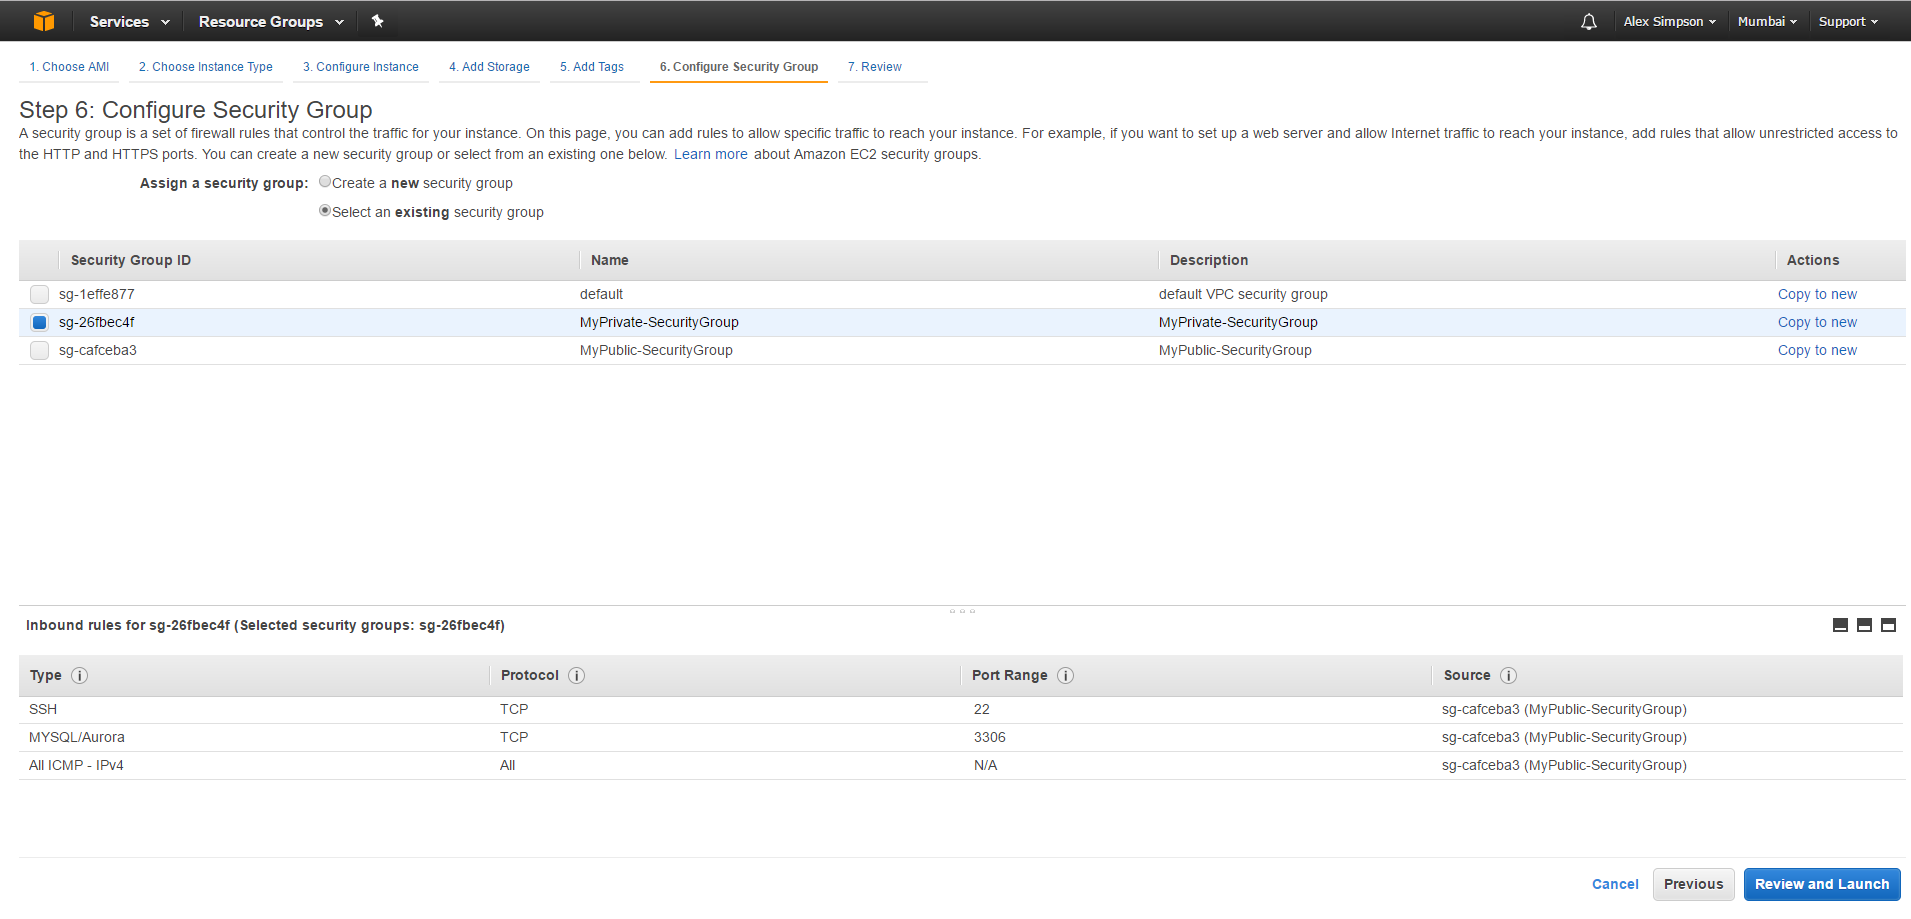 Services Resource Groups Alex Simpson Mumbai Support
1. Choose AMI 2. Choose Instance Type 3. Configure Instance 4. Add Storage 5. Add Tags 6. Configure Security Group 7. Review
Step 6: Configure Security Group
A security group is a set of firewall rules that control the traffic for your instance. On this page, you can add rules to allow specific traffic to reach your instance. For example, if you want to set up a web server and allow Internet traffic to reach your instance, add rules that allow unrestricted access to
the HTTP and HTTPS ports. You can create a new security group or select from an existing one below. Learn more about Amazon EC2 security groups.
Assign a security group: Create a new security group
Select an existing security group
Security Group ID Name Description Actions
sg-1effe877 default default VPC security group Copy to new
sg-26fbec4f MyPrivate-SecurityGroup MyPrivate-SecurityGroup Copy to new
sg-cafceba3 MyPublic-SecurityGroup MyPublic-SecurityGroup Copy to new
Inbound rules for sg-26fbec4f (Selected security groups: sg-26fbec4f)
Type i Protocol i Port Range i Source i
SSH TCP 22 sg-cafceba3 (MyPublic-SecurityGroup)
MYSQL/Aurora TCP 3306 sg-cafceba3 (MyPublic-SecurityGroup)
All ICMP - IPv4 All N/A sg-cafceba3 (MyPublic-SecurityGroup)
Cancel Previous Review and Launch